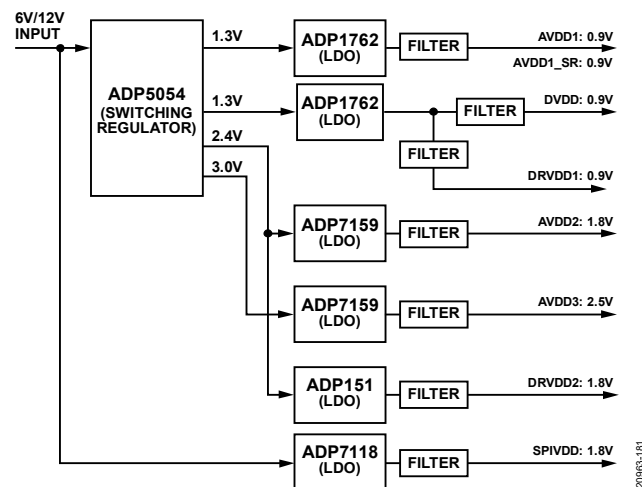 6V/12V
INPUT
ADP5054
(SWITCHING
REGULATOR)
1.3V
ADP1762
(LDO)
FILTER
AVDD1: 0.9V
AVDD1_SR: 0.9V
1.3V
ADP1762
(LDO)
FILTER
DVDD: 0.9V
FILTER
DRVDD1: 0.9V
2.4V
3.0V
ADP7159
(LDO)
FILTER
AVDD2: 1.8V
ADP7159
(LDO)
FILTER
AVDD3: 2.5V
ADP151
(LDO)
FILTER
DRVDD2: 1.8V
ADP7118
(LDO)
FILTER
SPIVDD: 1.8V
20963-181